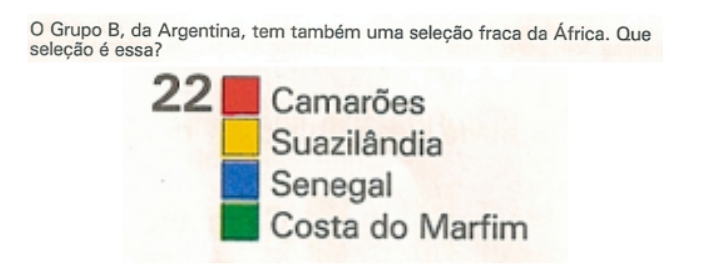 O Grupo B, da Argentina, tem também uma seleção fraca da África. Que
seleção é essa?
22 Camarões
Suazilândia
Senegal
Costa do Marfim